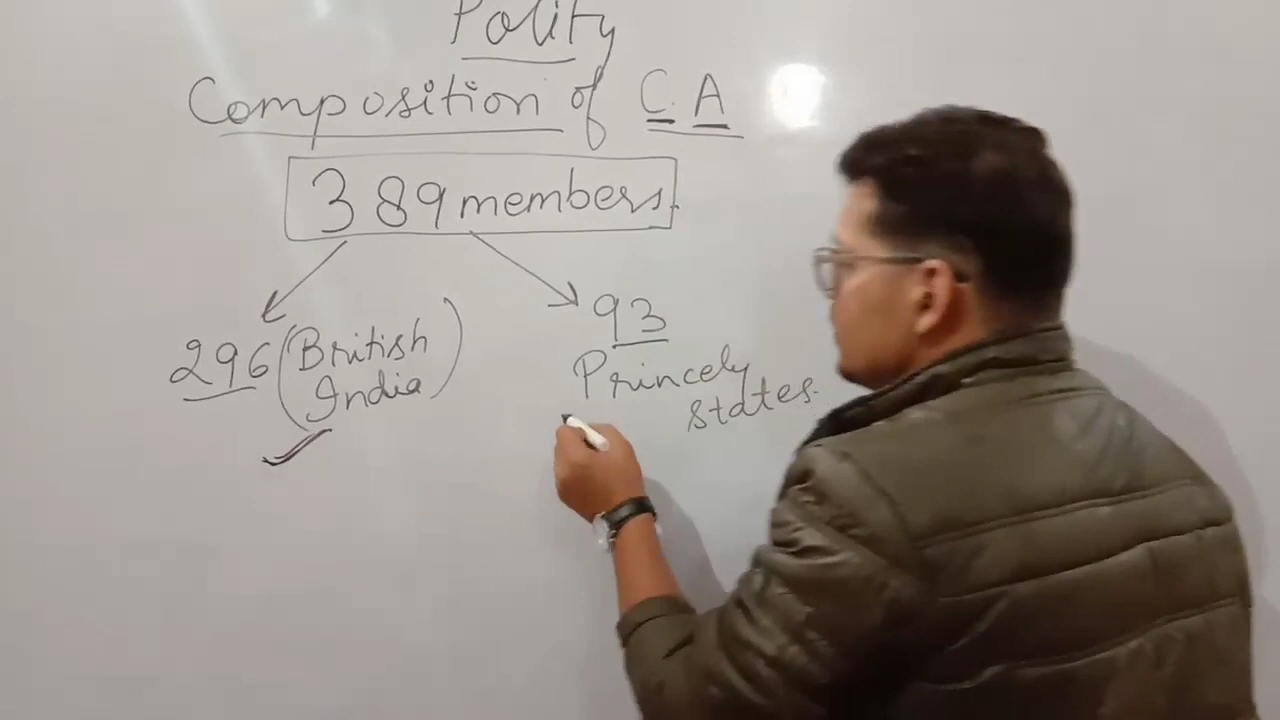 Polity
Composition of C. A
389 members.
296 (British India)
93
Princely states.